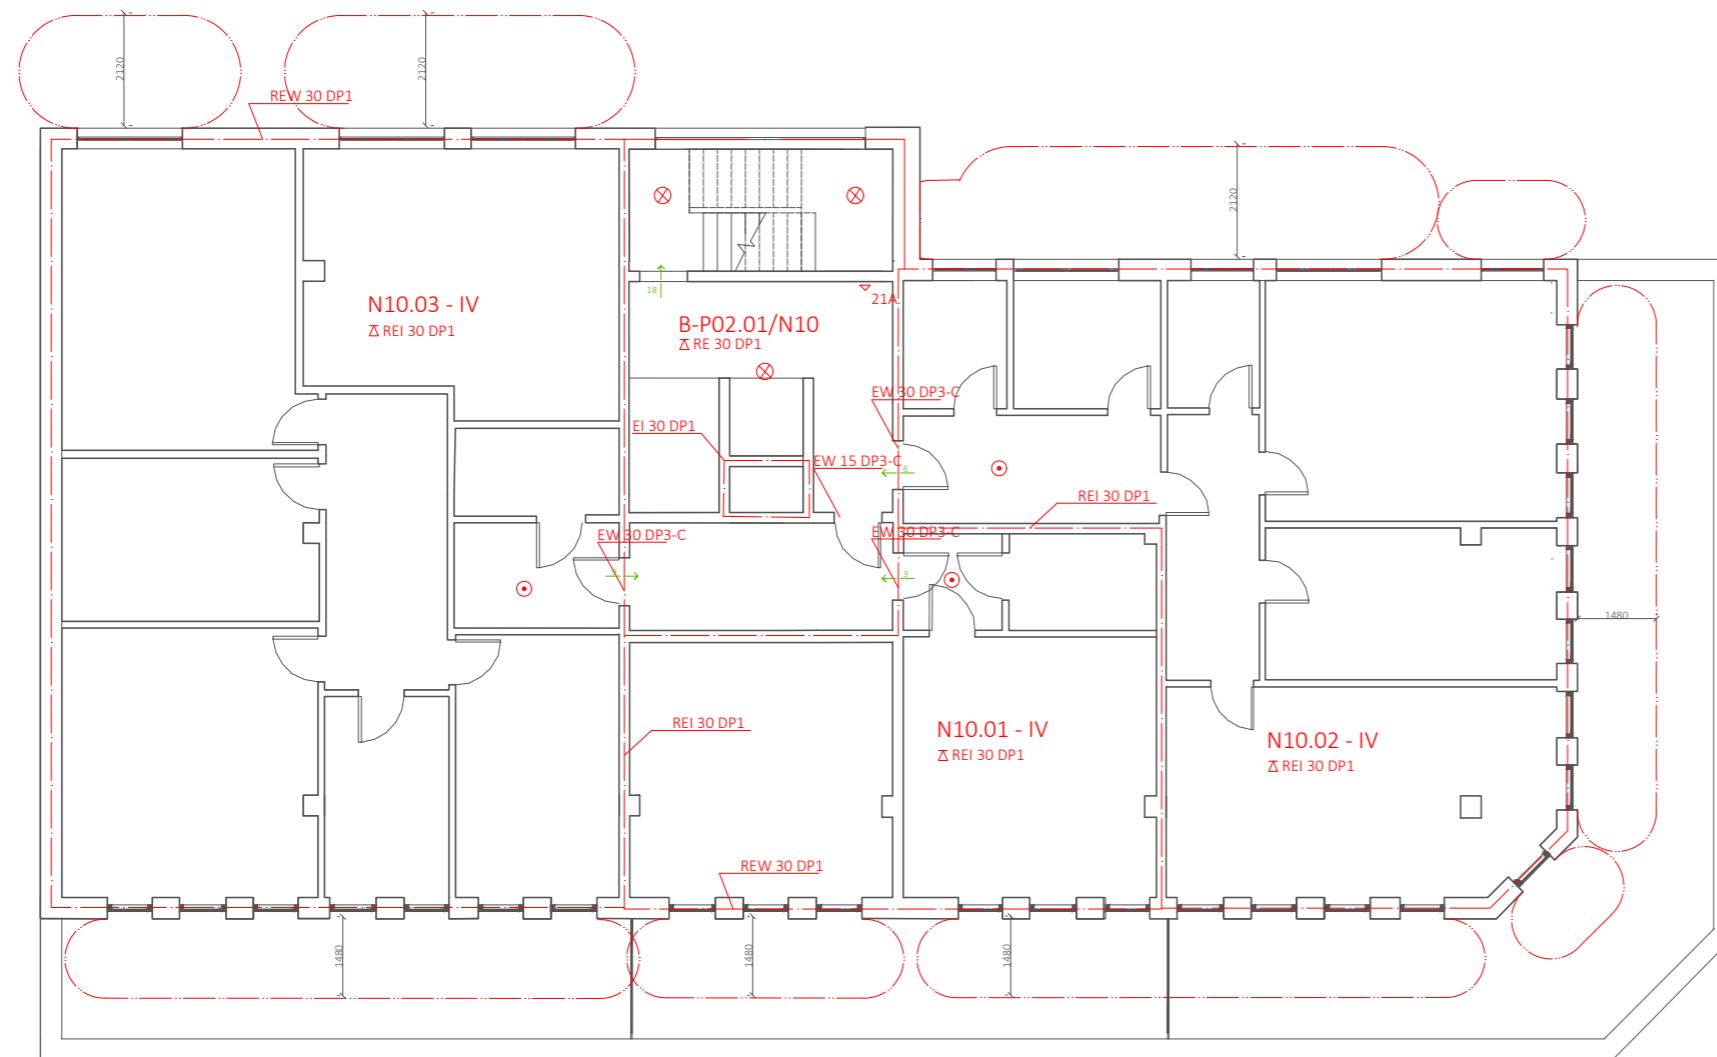 2120
2120
REW 30 DP1
2120
N10.03 - IV
REI 30 DP1
18
21A
B-P02.01/N10
RE 30 DP1
EW 30 DP3-C
EI 30 DP1
EW 15 DP3-C
6
REI 30 DP1
EW 30 DP3-C
EW 30 DP3-C
3
3
1480
REI 30 DP1
N10.01 - IV
REI 30 DP1
N10.02 - IV
REI 30 DP1
REW 30 DP1
1480
1480
1480